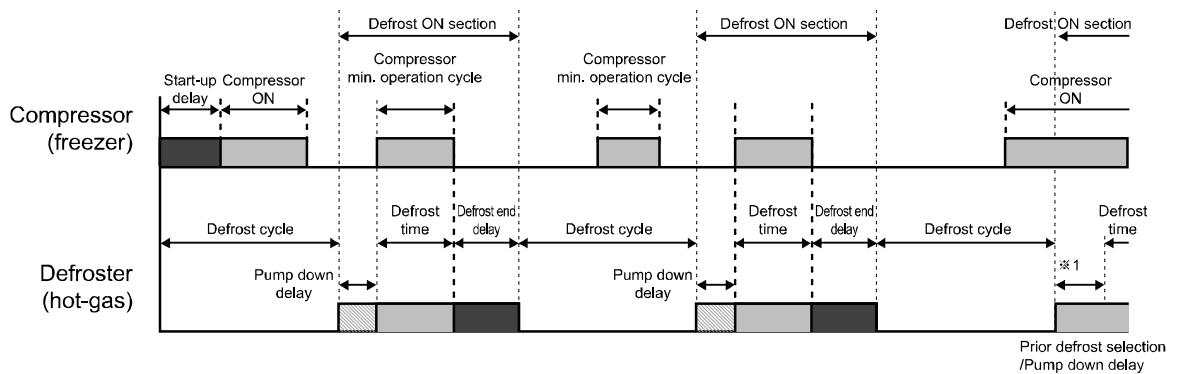 Defrost ON section
Defrost ON section
Defrost ON section
Compressor
min. operation cycle
Compressor
min. operation cycle
Start-up
delay
Compressor
ON
Compressor
ON
Compressor
(freezer)
Defrost cycle
Defrost
time
Defrost end
delay
Defrost cycle
Defrost
time
Defrost end
delay
Defrost cycle
Defrost
time
※1
Defroster
(hot-gas)
Pump down
delay
Pump down
delay
Prior defrost selection
/Pump down delay